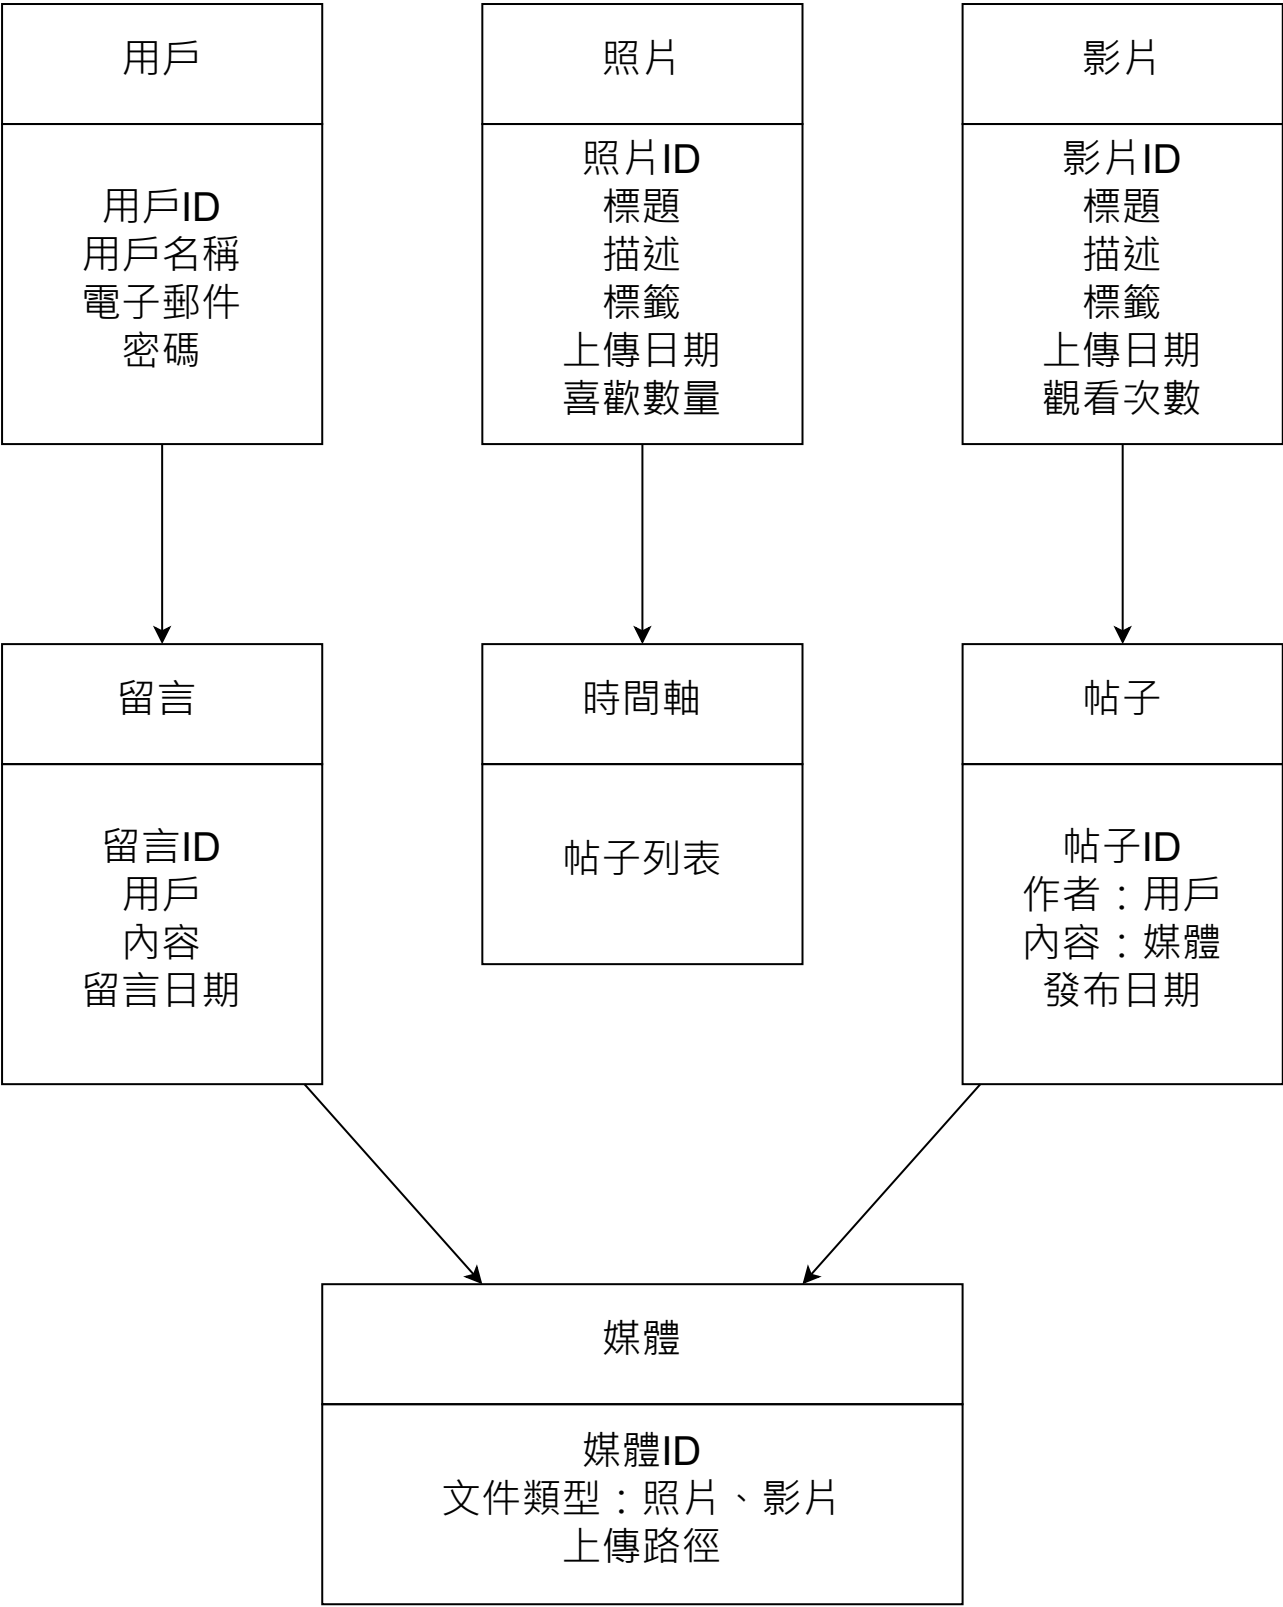 用戶
用戶ID
用戶名稱
電子郵件
密碼
照片
照片ID
標題
描述
標籤
上傳日期
喜歡數量
影片
影片ID
標題
描述
標籤
上傳日期
觀看次數
留言
留言ID
用戶
內容
留言日期
時間軸
帖子列表
帖子
帖子ID
作者：用戶
內容：媒體
發布日期
媒體
媒體ID
文件類型：照片、影片
上傳路徑